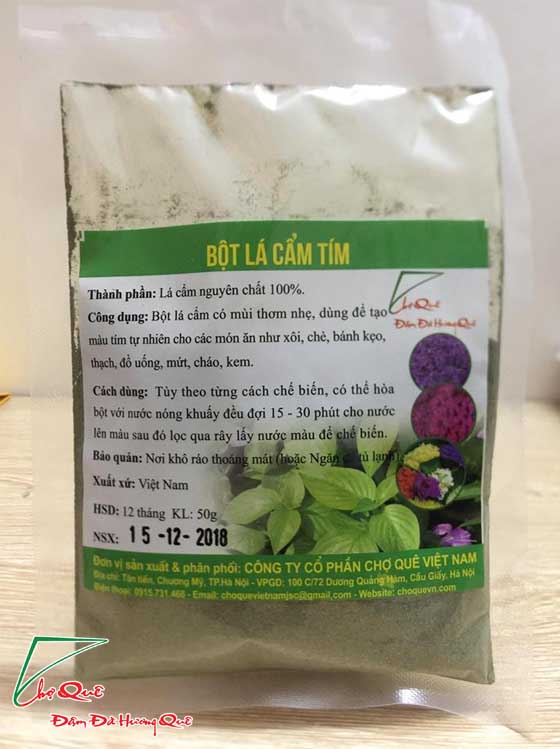 BỘT LÁ CẨM TÍM
Thành phần: Lá cẩm nguyên chất 100%.
Chợ Quê
Đậm Đà Hương Quê
Công dụng: Bột lá cẩm có mùi thơm nhẹ, dùng để tạo
màu tím tự nhiên cho các món ăn như xôi, chè, bánh kẹo,
thạch, đồ uống, mứt, cháo, kem.
Cách dùng: Tùy theo từng cách chế biến, có thể hòa
bột với nước nóng khuấy đều đợi 15 - 30 phút cho nước
lên màu sau đó lọc qua rây lấy nước màu để chế biến.
Bảo quản: Nơi khô ráo thoáng mát (hoặc Ngăn tủ lạnh)
Xuất xứ: Việt Nam
HSD: 12 tháng KL: 50g
NSX: 15-12-2018
Đơn vị sản xuất & phân phối: CÔNG TY CỔ PHẦN CHỢ QUÊ VIỆT NAM
Địa chỉ: Tân tiến, Chương Mỹ, TP.Hà Nội - VPGD: 100 C/72 Dương Quảng Hàm, Cầu Giấy, Hà Nội
Điện thoại: 0915.731.466 - Email: choquevietnamjsc@gmail.com - Website: choquevn.com
Chợ Quê
Đậm Đà Hương Quê